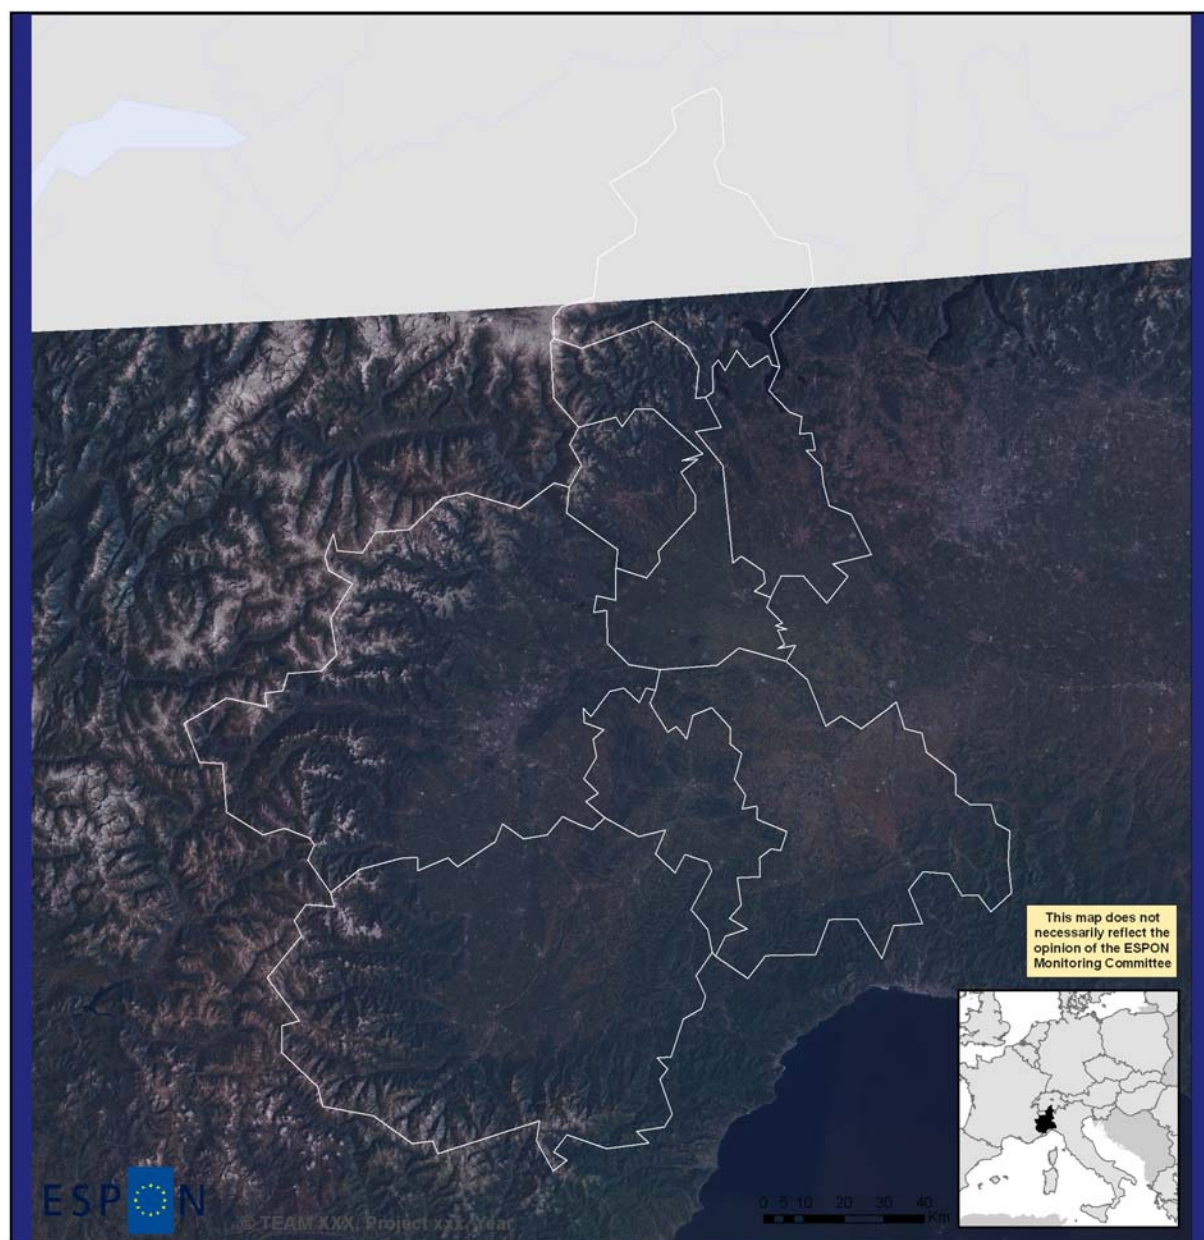 This map does not
necessarily reflect the
opinion of the ESPON
Monitoring Committee
ESPON
© TEAM XXX, Project xxx, Year
0 5 10 20 30 40
Km